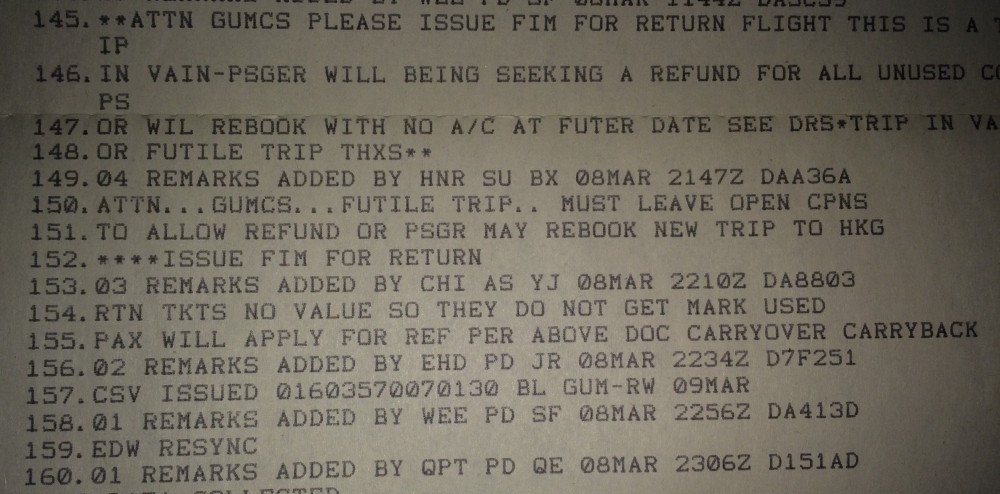 145.**ATTN GUMCS PLEASE ISSUE FIM FOR RETURN FLIGHT THIS IS A
IP
146.IN VAIN-PSGER WILL BEING SEEKING A REFUND FOR ALL UNUSED
PS
147.OR WIL REBOOK WITH NO A/C AT FUTER DATE SEE DRS*TRIP IN VA
148.OR FUTILE TRIP THXS**
149.04 REMARKS ADDED BY HNR SU BX 08MAR 2147Z DAA36A
150.ATTN...GUMCS...FUTILE TRIP.. MUST LEAVE OPEN CPNS
151.TO ALLOW REFUND OR PSGR MAY REBOOK NEW TRIP TO HKG
152.****ISSUE FIM FOR RETURN
153.03 REMARKS ADDED BY CHI AS YJ 08MAR 2210Z DA8803
154.RTN TKTS NO VALUE SO THEY DO NOT GET MARK USED
155.PAX WILL APPLY FOR REF PER ABOVE DOC CARRYOVER CARRYBACK
156.02 REMARKS ADDED BY EHD PD JR 08MAR 2234Z D7F251
157.CSV ISSUED 01603570070130 BL GUM-RW 09MAR
158.01 REMARKS ADDED BY WEE PD SF 08MAR 2256Z DA413D
159.EDW RESYNC
160.01 REMARKS ADDED BY QPT PD QE 08MAR 2306Z D151AD